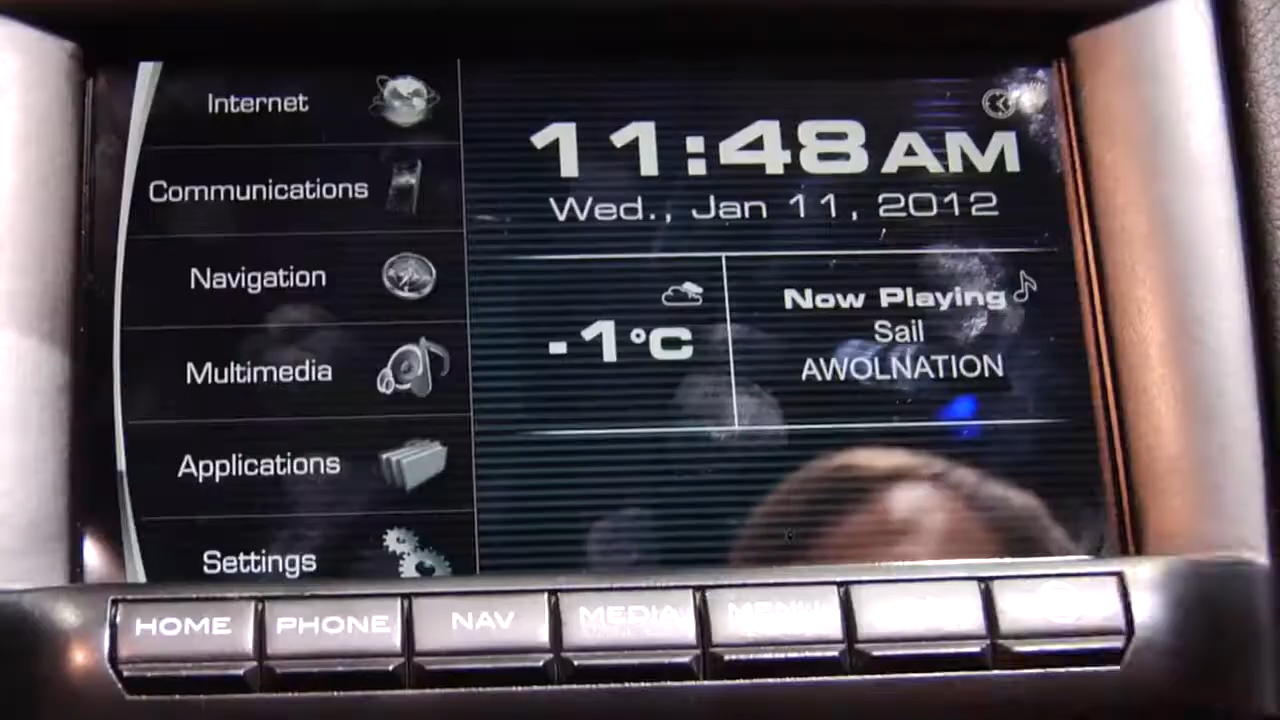 Internet
Communications
Navigation
Multimedia
Applications
Settings
11:48 AM
Wed., Jan 11, 2012
-1°C
Now Playing
Sail
AWOLNATION
HOME
PHONE
NAV
MEDIA
MENU